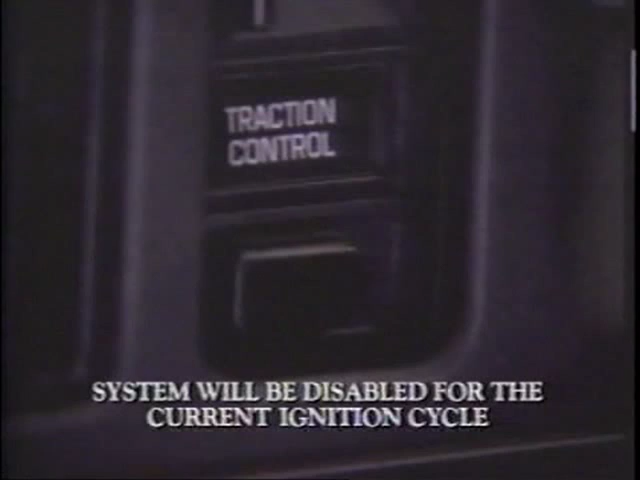 TRACTION
CONTROL
SYSTEM WILL BE DISABLED FOR THE
CURRENT IGNITION CYCLE